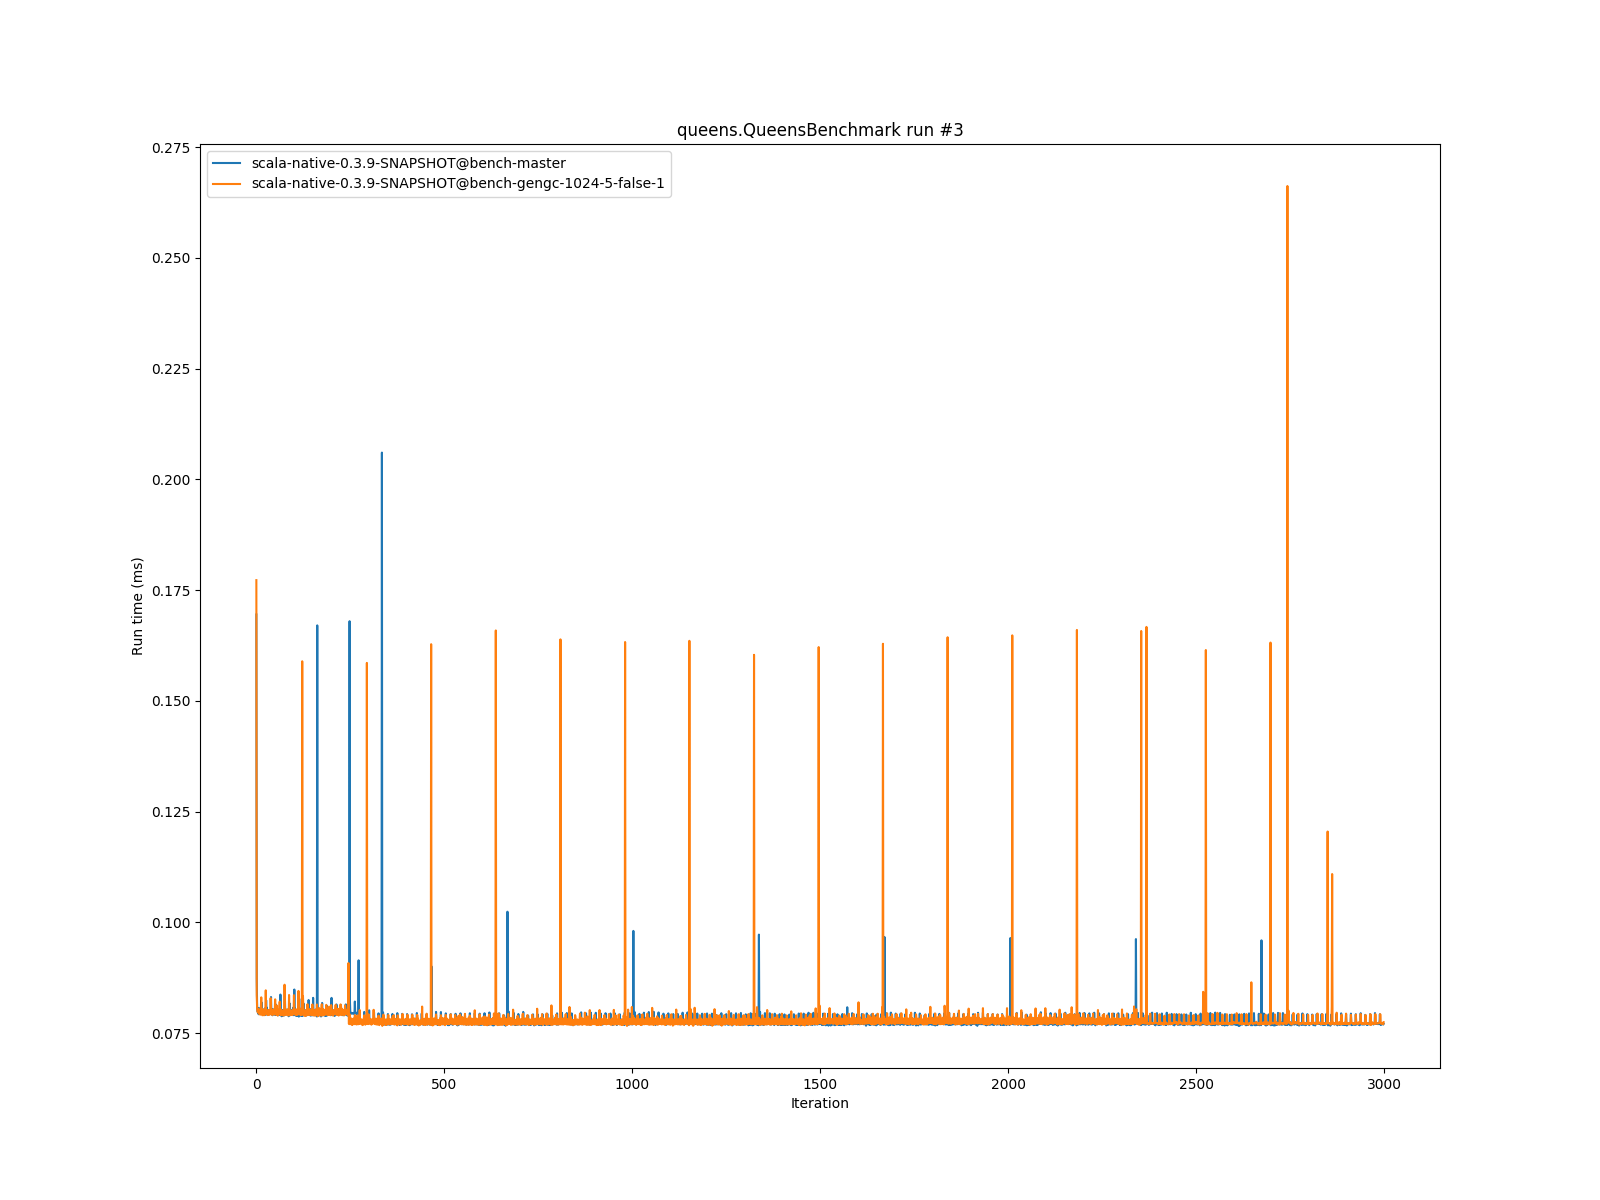 queens.QueensBenchmark run #3
scala-native-0.3.9-SNAPSHOT@bench-master
scala-native-0.3.9-SNAPSHOT@bench-gengc-1024-5-false-1
Run time (ms)
0.275
0.250
0.225
0.200
0.175
0.150
0.125
0.100
0.075
0 500 1000 1500 2000 2500 3000
Iteration